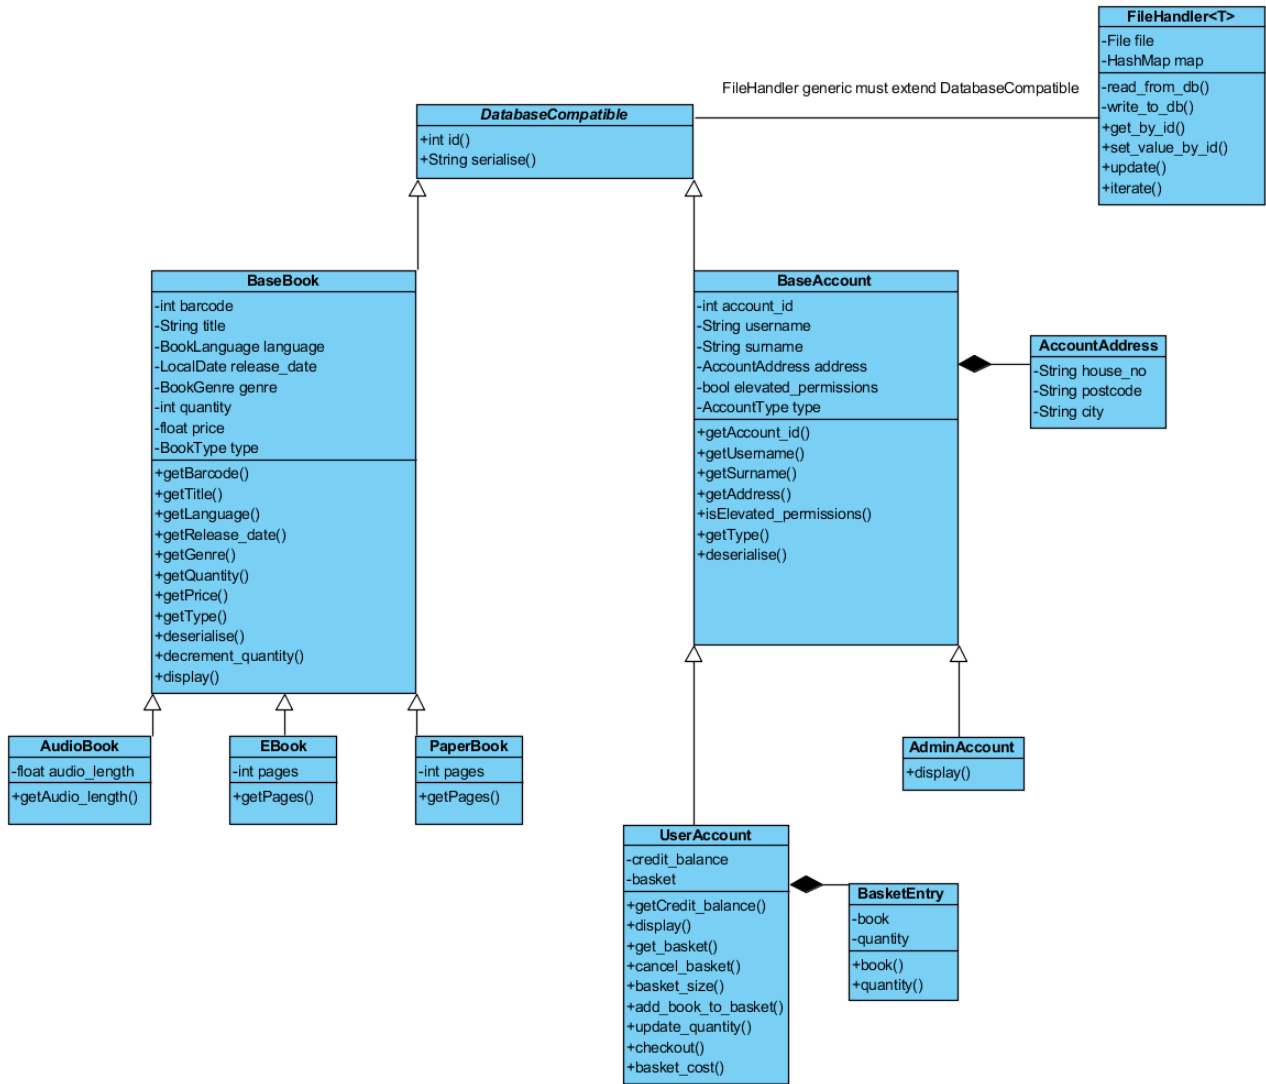 FileHandler<T>
-File file
-HashMap map
-read_from_db()
-write_to_db()
+get_by_id()
+set_value_by_id()
+update()
+iterate()
FileHandler generic must extend DatabaseCompatible
DatabaseCompatible
+int id()
+String serialise()
BaseBook
-int barcode
-String title
-BookLanguage language
-LocalDate release_date
-BookGenre genre
-int quantity
-float price
-BookType type
+getBarcode()
+getTitle()
+getLanguage()
+getRelease_date()
+getGenre()
+getQuantity()
+getPrice()
+getType()
+deserialise()
+decrement_quantity()
+display()
BaseAccount
-int account_id
-String username
-String surname
-AccountAddress address
-bool elevated_permissions
-AccountType type
+getAccount_id()
+getUsername()
+getSurname()
+getAddress()
+isElevated_permissions()
+getType()
+deserialise()
AccountAddress
-String house_no
-String postcode
-String city
AudioBook
-float audio_length
+getAudio_length()
EBook
-int pages
+getPages()
PaperBook
-int pages
+getPages()
AdminAccount
+display()
UserAccount
-credit_balance
-basket
+getCredit_balance()
+display()
+get_basket()
+cancel_basket()
+basket_size()
+add_book_to_basket()
+update_quantity()
+checkout()
+basket_cost()
BasketEntry
-book
-quantity
+book()
+quantity()